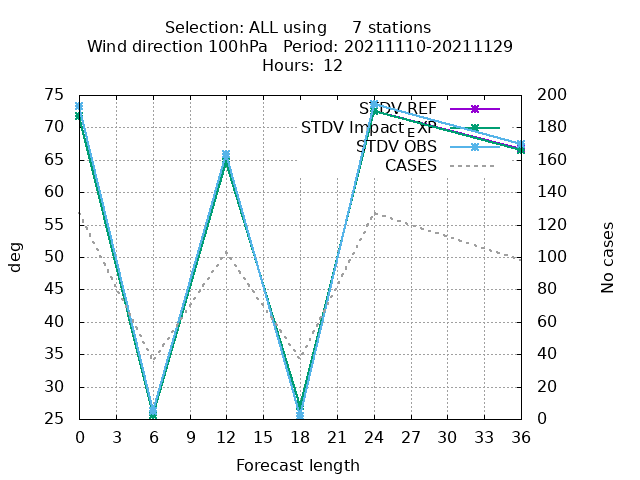 Selection: ALL using     7 stations
Wind direction 100hPa   Period: 20211110-20211129
Hours:  12
75 200
70 180
65 160
60 140
55 120
50 100
45 80
40 60
35 40
30 20
25 0
STDV REF
STDV Impact_EXP
STDV OBS
CASES
deg
No cases
0 3 6 9 12 15 18 21 24 27 30 33 36
Forecast length